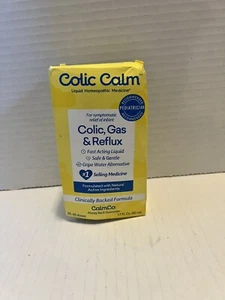 Colic Calm
Liquid Homeopathic Medicine
PEDIATRICIAN
For symptomatic
relief of infant
Colic, Gas
& Reflux
Fast Acting Liquid
Safe & Gentle
Gripe Water Alternative
#1 Selling Medicine
Formulated with Natural
Active Ingredients
Clinically Backed Formula
CalmCo